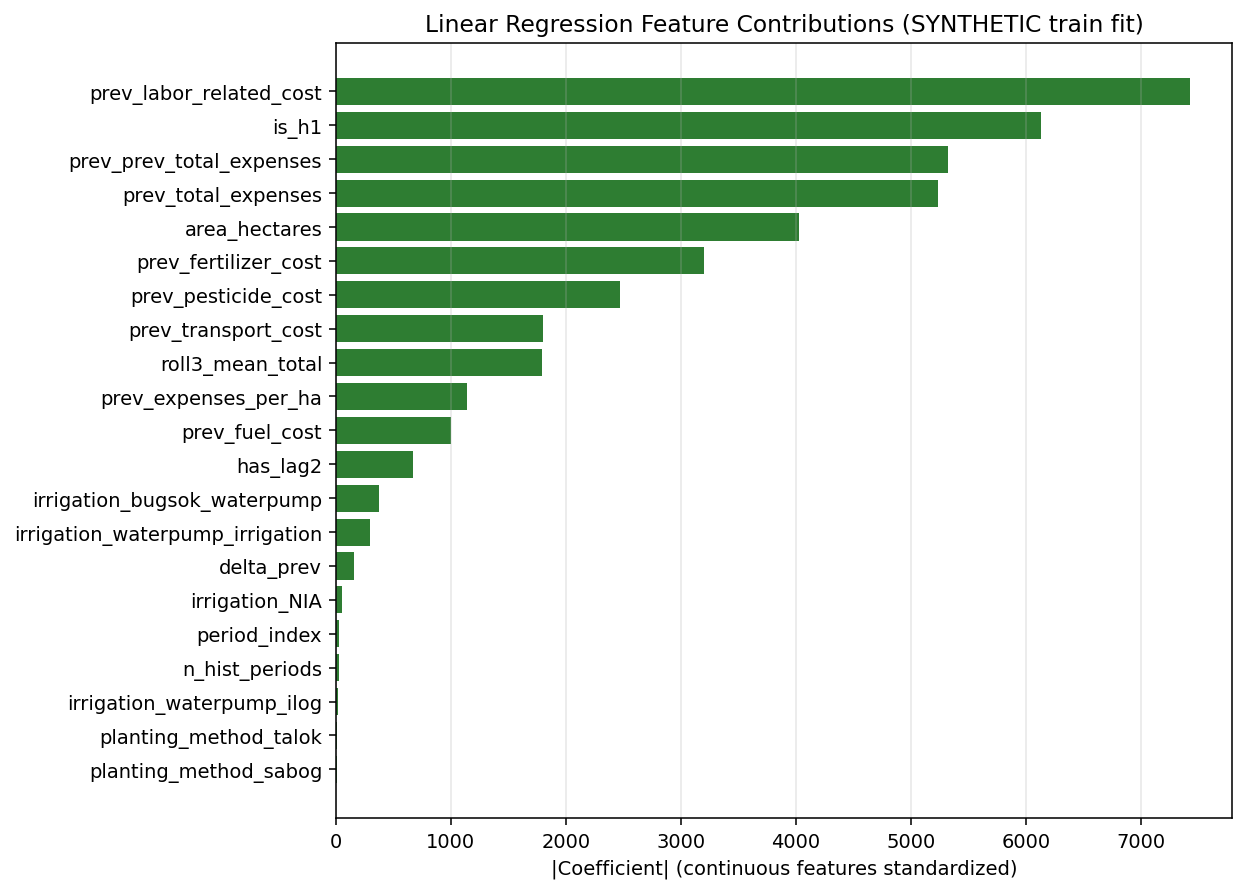 Linear Regression Feature Contributions (SYNTHETIC train fit)
prev_labor_related_cost
is_h1
prev_prev_total_expenses
prev_total_expenses
area_hectares
prev_fertilizer_cost
prev_pesticide_cost
prev_transport_cost
roll3_mean_total
prev_expenses_per_ha
prev_fuel_cost
has_lag2
irrigation_bugsok_waterpump
irrigation_waterpump_irrigation
delta_prev
irrigation_NIA
period_index
n_hist_periods
irrigation_waterpump_ilog
planting_method_talok
planting_method_sabog
0 1000 2000 3000 4000 5000 6000 7000
|Coefficient| (continuous features standardized)